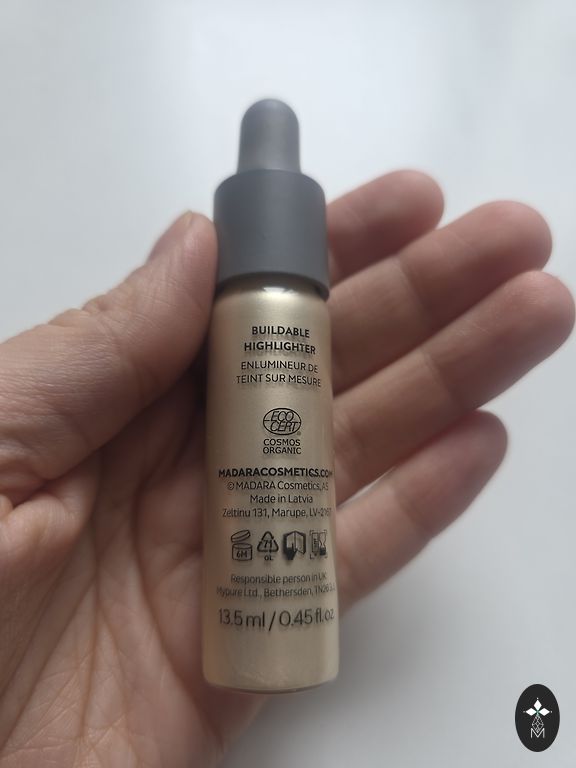 BUILDABLE
HIGHLIGHTER
ENLUMINEUR DE
TEINT SUR MESURE
ECO
CERT
COSMOS
ORGANIC
MADARACOSMETICS.COM
© MADARA Cosmetics, AS
Made in Latvia
Zeltinu 131, Marupe, LV-2167
6M
71
GL
Responsible person in UK
Mypure Ltd., Bethersden,
13.5 ml / 0.45 fl. oz
M